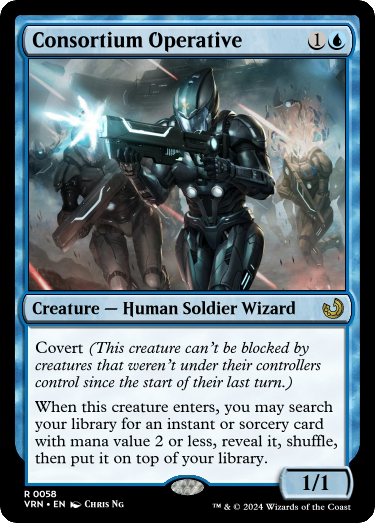 Consortium Operative 1
Creature — Human Soldier Wizard
Covert (This creature can't be blocked by
creatures that weren't under their controllers
control since the start of their last turn.)
When this creature enters, you may search
your library for an instant or sorcery card
with mana value 2 or less, reveal it, shuffle,
then put it on top of your library.
1/1
R 0058
VRN • EN Chris Ng
™ & © 2024 Wizards of the Coast